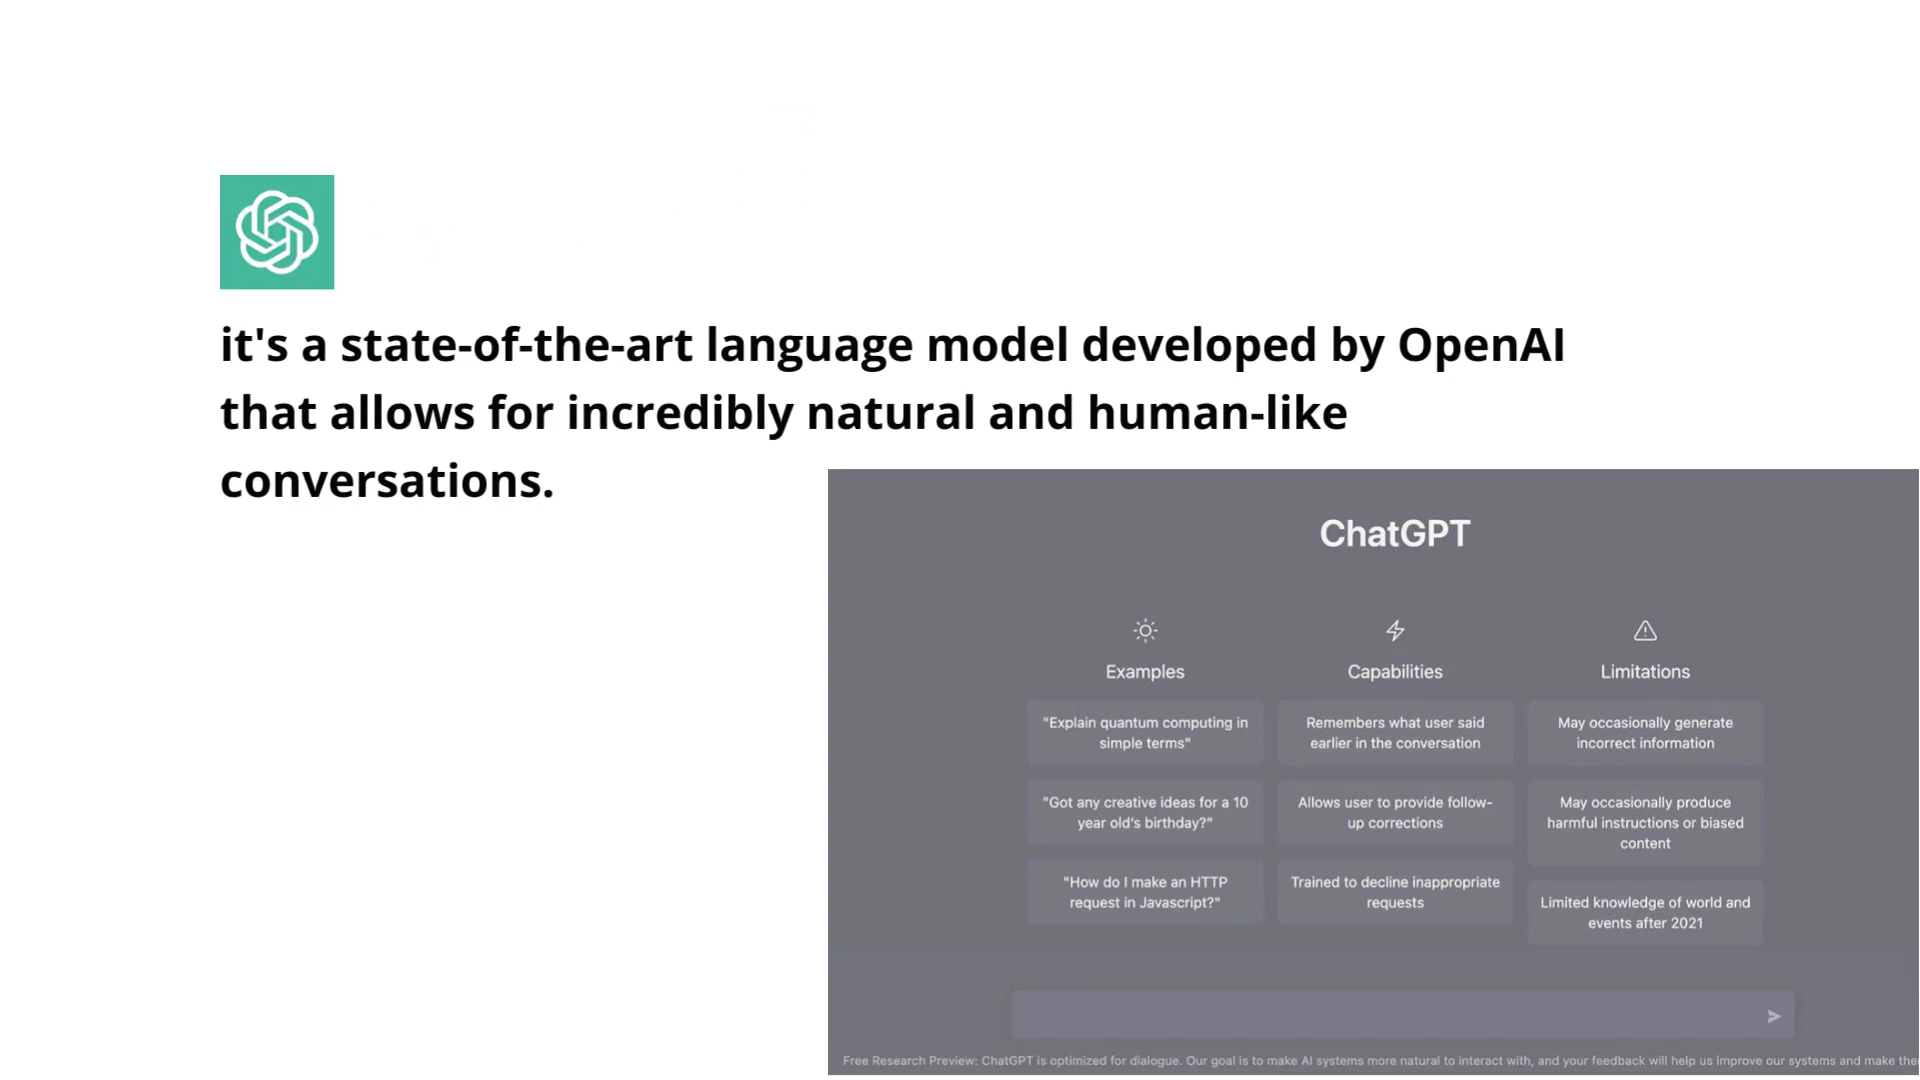 it's a state-of-the-art language model developed by OpenAI
that allows for incredibly natural and human-like
conversations.
ChatGPT
Examples
"Explain quantum computing in
simple terms"
"Got any creative ideas for a 10
year old's birthday?"
"How do I make an HTTP
request in Javascript?"
Capabilities
Remembers what user said
earlier in the conversation
Allows user to provide follow-
up corrections
Trained to decline inappropriate
requests
Limitations
May occasionally generate
incorrect information
May occasionally produce
harmful instructions or biased
content
Limited knowledge of world and
events after 2021
Free Research Preview: ChatGPT is optimized for dialogue. Our goal is to make AI systems more natural to interact with, and your feedback will help us improve our systems and make